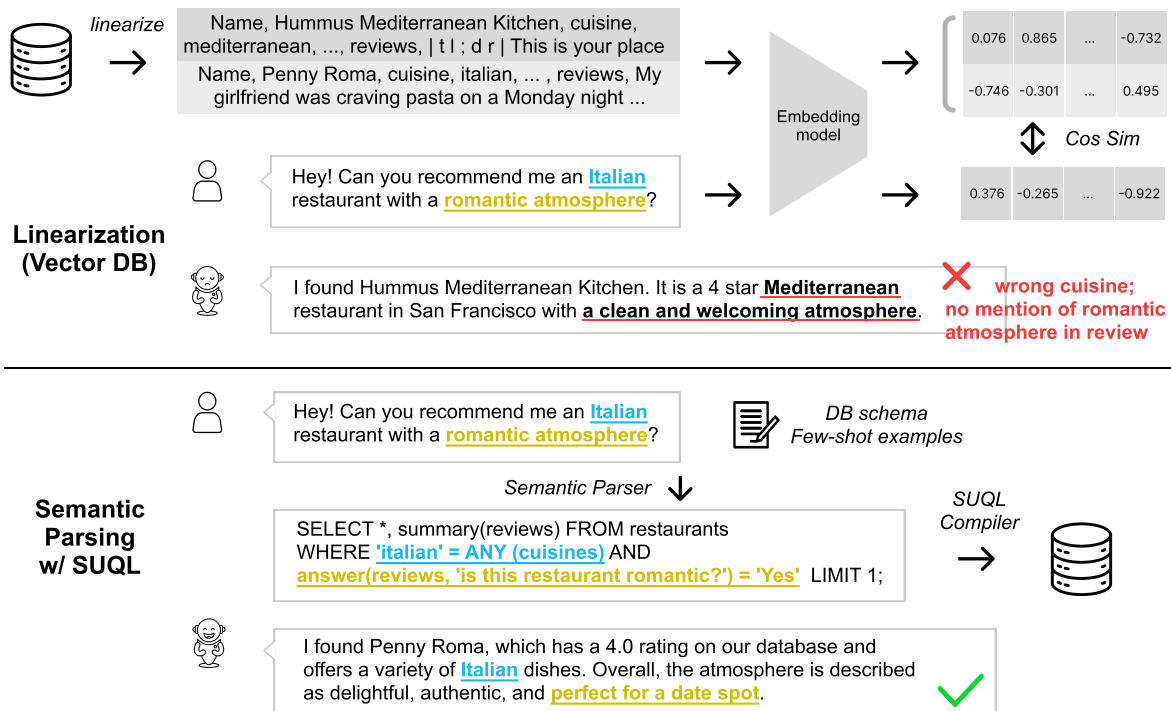 linearize
Name, Hummus Mediterranean Kitchen, cuisine,
mediterranean, ..., reviews, | t l ; d r | This is your place
Name, Penny Roma, cuisine, italian, ... , reviews, My
girlfriend was craving pasta on a Monday night ...
Embedding
model
0.076 0.865 ... -0.732
-0.746 -0.301 ... 0.495
Cos Sim
0.376 -0.265 ... -0.922
Hey! Can you recommend me an Italian
restaurant with a romantic atmosphere?
Linearization
(Vector DB)
I found Hummus Mediterranean Kitchen. It is a 4 star Mediterranean
restaurant in San Francisco with a clean and welcoming atmosphere.
wrong cuisine;
no mention of romantic
atmosphere in review
Hey! Can you recommend me an Italian
restaurant with a romantic atmosphere?
DB schema
Few-shot examples
Semantic Parser
Semantic
Parsing
w/ SUQL
SELECT *, summary(reviews) FROM restaurants
WHERE 'italian' = ANY (cuisines) AND
answer(reviews, 'is this restaurant romantic?') = 'Yes' LIMIT 1;
SUQL
Compiler
I found Penny Roma, which has a 4.0 rating on our database and
offers a variety of Italian dishes. Overall, the atmosphere is described
as delightful, authentic, and perfect for a date spot.